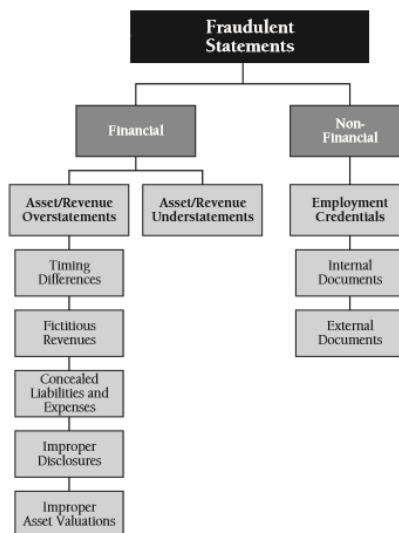 Fraudulent
Statements
Financial
Non-
Financial
Asset/Revenue
Overstatements
Asset/Revenue
Understatements
Employment
Credentials
Timing
Differences
Internal
Documents
Fictitious
Revenues
External
Documents
Concealed
Liabilities and
Expenses
Improper
Disclosures
Improper
Asset Valuations